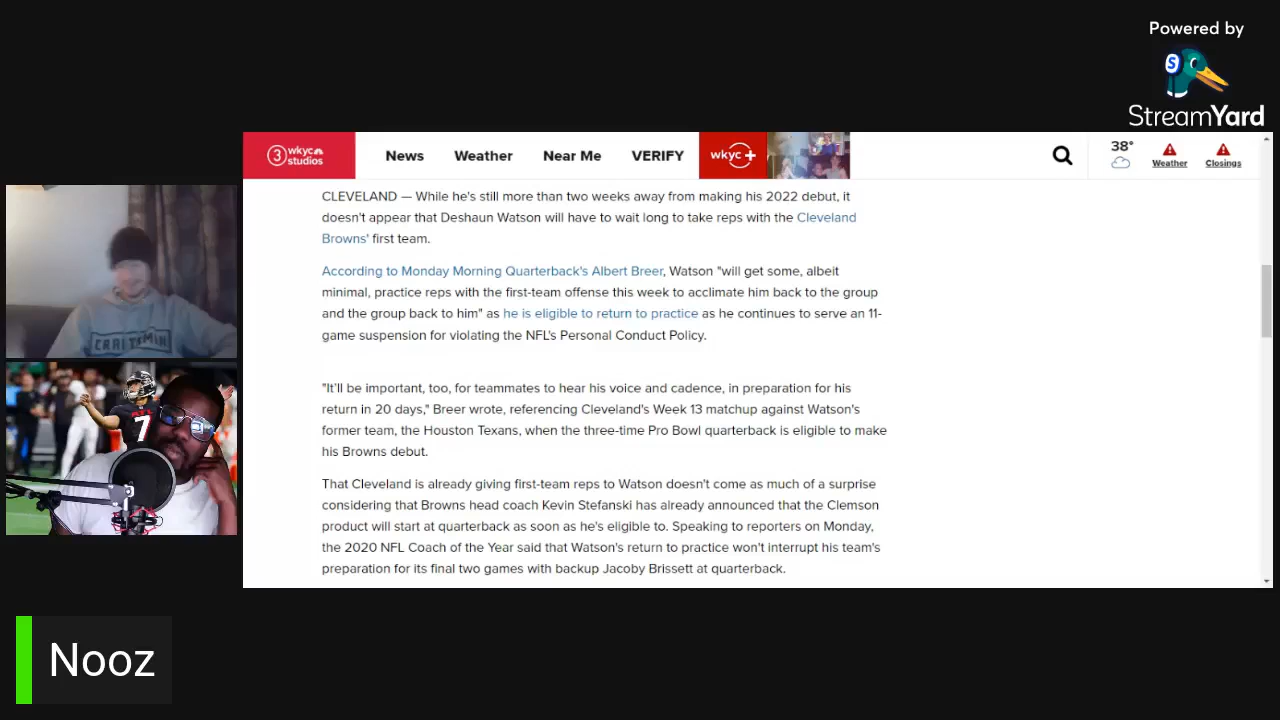 Powered by
StreamYard
3 wkyc studios
News
Weather
Near Me
VERIFY
wkyc+
38°
Weather
Closings
CLEVELAND — While he's still more than two weeks away from making his 2022 debut, it
doesn't appear that Deshaun Watson will have to wait long to take reps with the Cleveland
Browns' first team.
According to Monday Morning Quarterback's Albert Breer, Watson "will get some, albeit
minimal, practice reps with the first-team offense this week to acclimate him back to the group
and the group back to him" as he is eligible to return to practice as he continues to serve an 11-
game suspension for violating the NFL's Personal Conduct Policy.
"It'll be important, too, for teammates to hear his voice and cadence, in preparation for his
return in 20 days," Breer wrote, referencing Cleveland's Week 13 matchup against Watson's
former team, the Houston Texans, when the three-time Pro Bowl quarterback is eligible to make
his Browns debut.
That Cleveland is already giving first-team reps to Watson doesn't come as much of a surprise
considering that Browns head coach Kevin Stefanski has already announced that the Clemson
product will start at quarterback as soon as he's eligible to. Speaking to reporters on Monday,
the 2020 NFL Coach of the Year said that Watson's return to practice won't interrupt his team's
preparation for its final two games with backup Jacoby Brissett at quarterback.
CRAFTSMAN
ATL
7
Nooz